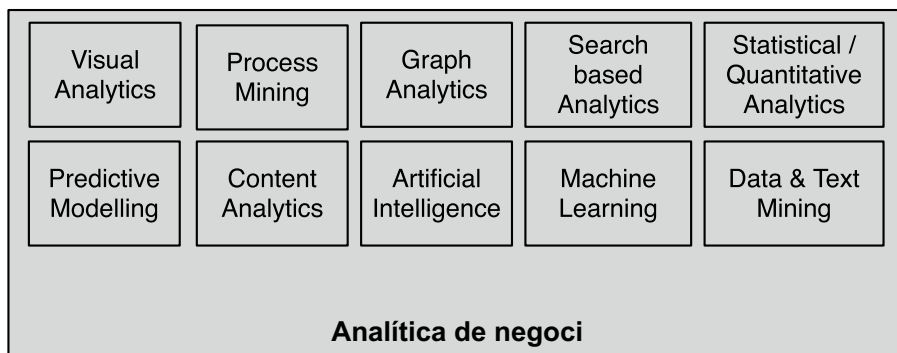 Visual
Analytics
Process
Mining
Graph
Analytics
Search
based
Analytics
Statistical /
Quantitative
Analytics
Predictive
Modelling
Content
Analytics
Artificial
Intelligence
Machine
Learning
Data & Text
Mining
Analítica de negoci